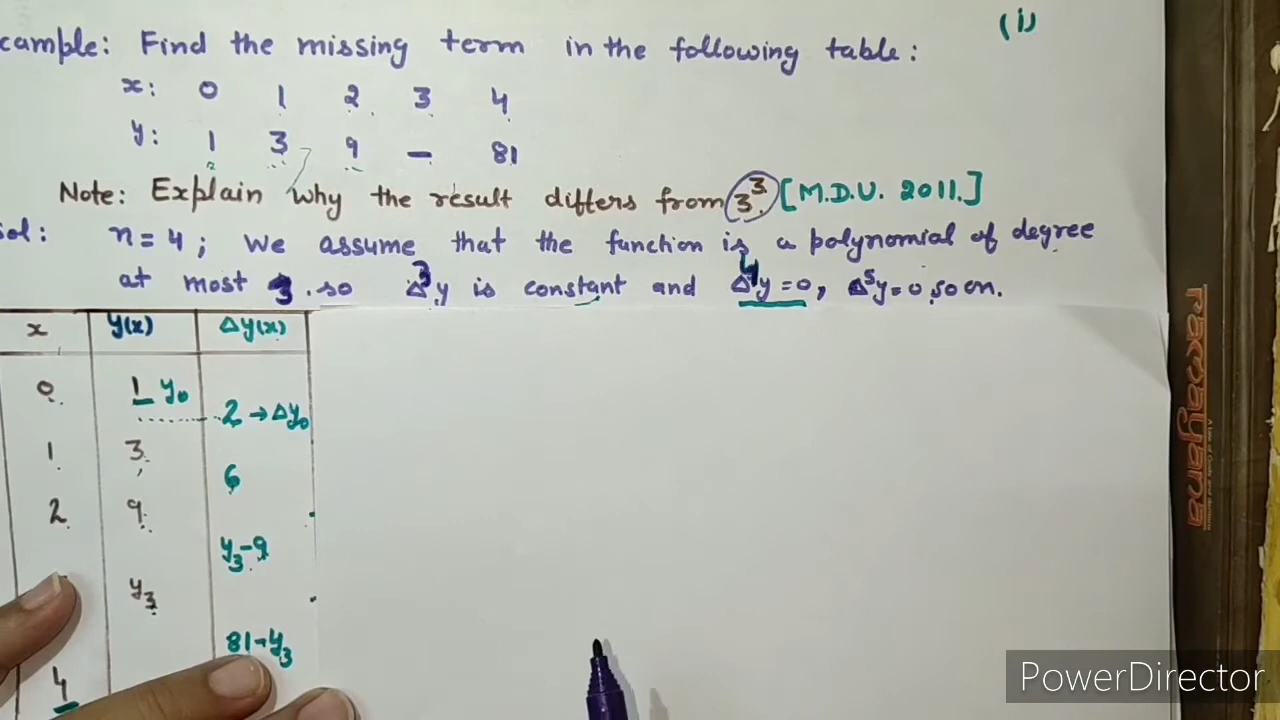 (i)
cample: Find the missing term in the following table:
x: 0 1 2 3 4
y: 1 3 9 – 81
Note: Explain why the result differs from 3³ [M.D.U. 2011.]
sol: n = 4 ; We assume that the function is a polynomial of degree
at most 3. so Δ³y is constant and Δ⁴y = 0, Δ⁵y = 0 so on.
x y(x) Δy(x)
0 1 y₀
2 → Δy₀
1 3
6
2 9
y₃-9
y₃
81-y₃
4
ramayana
PowerDirector